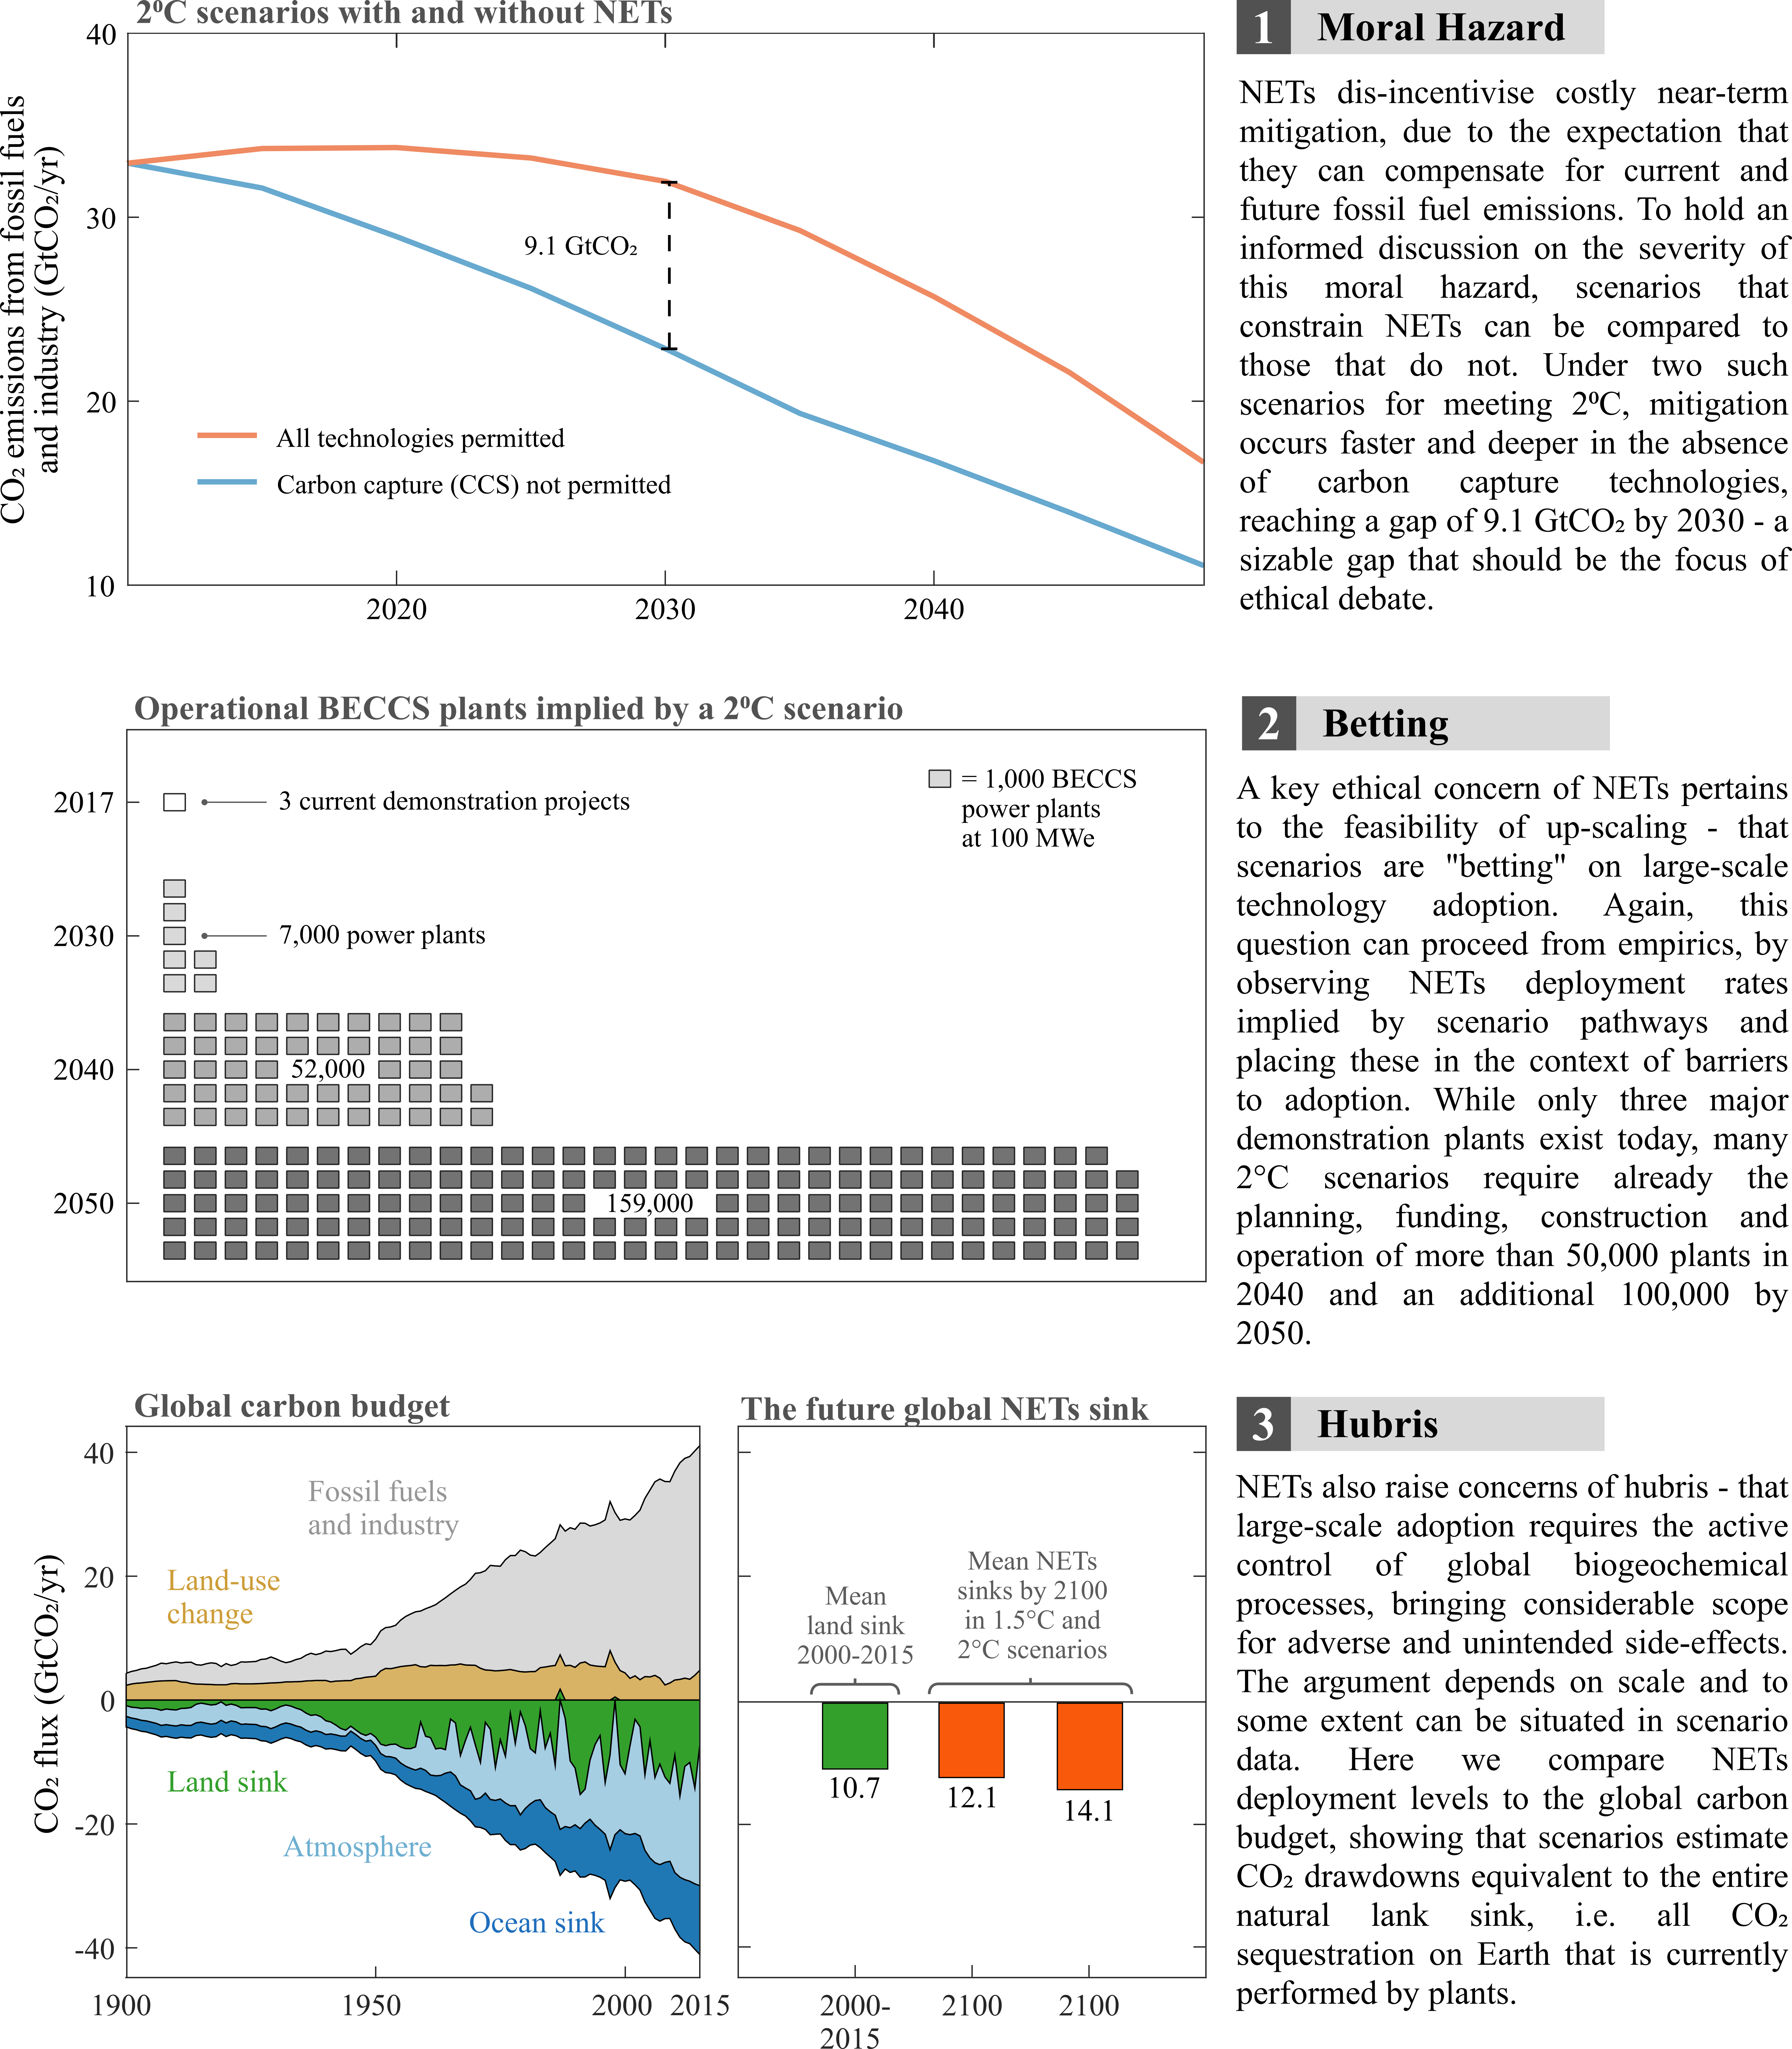 2⁰C scenarios with and without NETs
CO₂ emissions from fossil fuels
and industry (GtCO₂/yr)
40
30
20
10
9.1 GtCO₂
All technologies permitted
Carbon capture (CCS) not permitted
2020
2030
2040
1 Moral Hazard
NETs dis-incentivise costly near-term
mitigation, due to the expectation that
they can compensate for current and
future fossil fuel emissions. To hold an
informed discussion on the severity of
this moral hazard, scenarios that
constrain NETs can be compared to
those that do not. Under two such
scenarios for meeting 2⁰C, mitigation
occurs faster and deeper in the absence
of carbon capture technologies,
reaching a gap of 9.1 GtCO₂ by 2030 - a
sizable gap that should be the focus of
ethical debate.
Operational BECCS plants implied by a 2⁰C scenario
2017
3 current demonstration projects
= 1,000 BECCS
power plants
at 100 MWe
2030
7,000 power plants
2040
52,000
2050
159,000
2 Betting
A key ethical concern of NETs pertains
to the feasibility of up-scaling - that
scenarios are "betting" on large-scale
technology adoption. Again, this
question can proceed from empirics, by
observing NETs deployment rates
implied by scenario pathways and
placing these in the context of barriers
to adoption. While only three major
demonstration plants exist today, many
2°C scenarios require already the
planning, funding, construction and
operation of more than 50,000 plants in
2040 and an additional 100,000 by
2050.
Global carbon budget
CO₂ flux (GtCO₂/yr)
40
20
0
-20
-40
Fossil fuels
and industry
Land-use
change
Land sink
Atmosphere
Ocean sink
1900
1950
2000
2015
The future global NETs sink
Mean
land sink
2000-2015
Mean NETs
sinks by 2100
in 1.5°C and
2°C scenarios
10.7
12.1
14.1
2000-
2015
2100
2100
3 Hubris
NETs also raise concerns of hubris - that
large-scale adoption requires the active
control of global biogeochemical
processes, bringing considerable scope
for adverse and unintended side-effects.
The argument depends on scale and to
some extent can be situated in scenario
data. Here we compare NETs
deployment levels to the global carbon
budget, showing that scenarios estimate
CO₂ drawdowns equivalent to the entire
natural lank sink, i.e. all CO₂
sequestration on Earth that is currently
performed by plants.